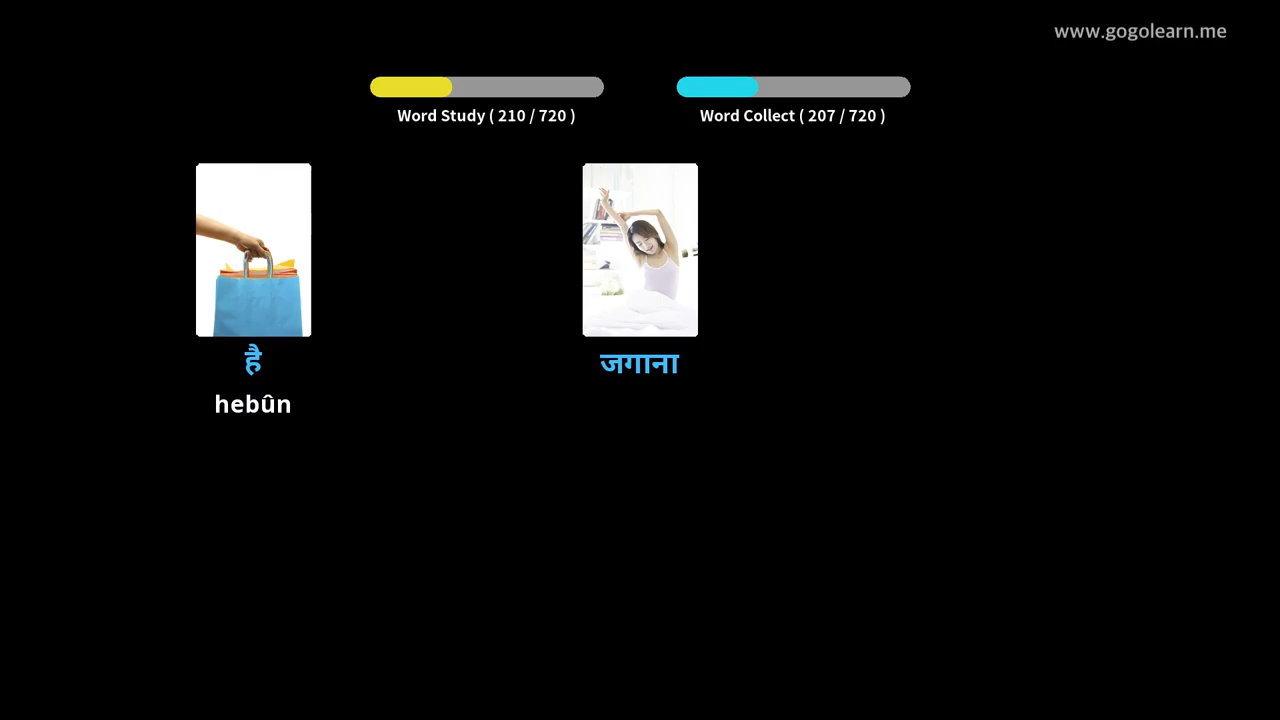 www.gogolearn.me
Word Study ( 210 / 720 )
Word Collect ( 207 / 720 )
है
hebûn
जगाना